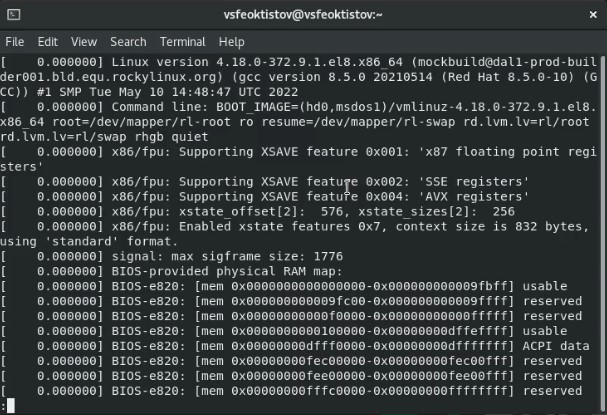 vsfeoktistov@vsfeoktistov:~
File Edit View Search Terminal Help
[    0.000000] Linux version 4.18.0-372.9.1.el8.x86_64 (mockbuild@dal1-prod-buil
der001.bld.equ.rockylinux.org) (gcc version 8.5.0 20210514 (Red Hat 8.5.0-10) (G
CC)) #1 SMP Tue May 10 14:48:47 UTC 2022
[    0.000000] Command line: BOOT_IMAGE=(hd0,msdos1)/vmlinuz-4.18.0-372.9.1.el8.
x86_64 root=/dev/mapper/rl-root ro resume=/dev/mapper/rl-swap rd.lvm.lv=rl/root
rd.lvm.lv=rl/swap rhgb quiet
[    0.000000] x86/fpu: Supporting XSAVE feature 0x001: 'x87 floating point regi
sters'
[    0.000000] x86/fpu: Supporting XSAVE feature 0x002: 'SSE registers'
[    0.000000] x86/fpu: Supporting XSAVE feature 0x004: 'AVX registers'
[    0.000000] x86/fpu: xstate_offset[2]:  576, xstate_sizes[2]:  256
[    0.000000] x86/fpu: Enabled xstate features 0x7, context size is 832 bytes,
using 'standard' format.
[    0.000000] signal: max sigframe size: 1776
[    0.000000] BIOS-provided physical RAM map:
[    0.000000] BIOS-e820: [mem 0x0000000000000000-0x000000000009fbff] usable
[    0.000000] BIOS-e820: [mem 0x000000000009fc00-0x000000000009ffff] reserved
[    0.000000] BIOS-e820: [mem 0x00000000000f0000-0x00000000000fffff] reserved
[    0.000000] BIOS-e820: [mem 0x0000000000100000-0x00000000dffeffff] usable
[    0.000000] BIOS-e820: [mem 0x00000000dfff0000-0x00000000dfffffff] ACPI data
[    0.000000] BIOS-e820: [mem 0x00000000fec00000-0x00000000fec00fff] reserved
[    0.000000] BIOS-e820: [mem 0x00000000fee00000-0x00000000fee00fff] reserved
[    0.000000] BIOS-e820: [mem 0x00000000fffc0000-0x00000000ffffffff] reserved
: